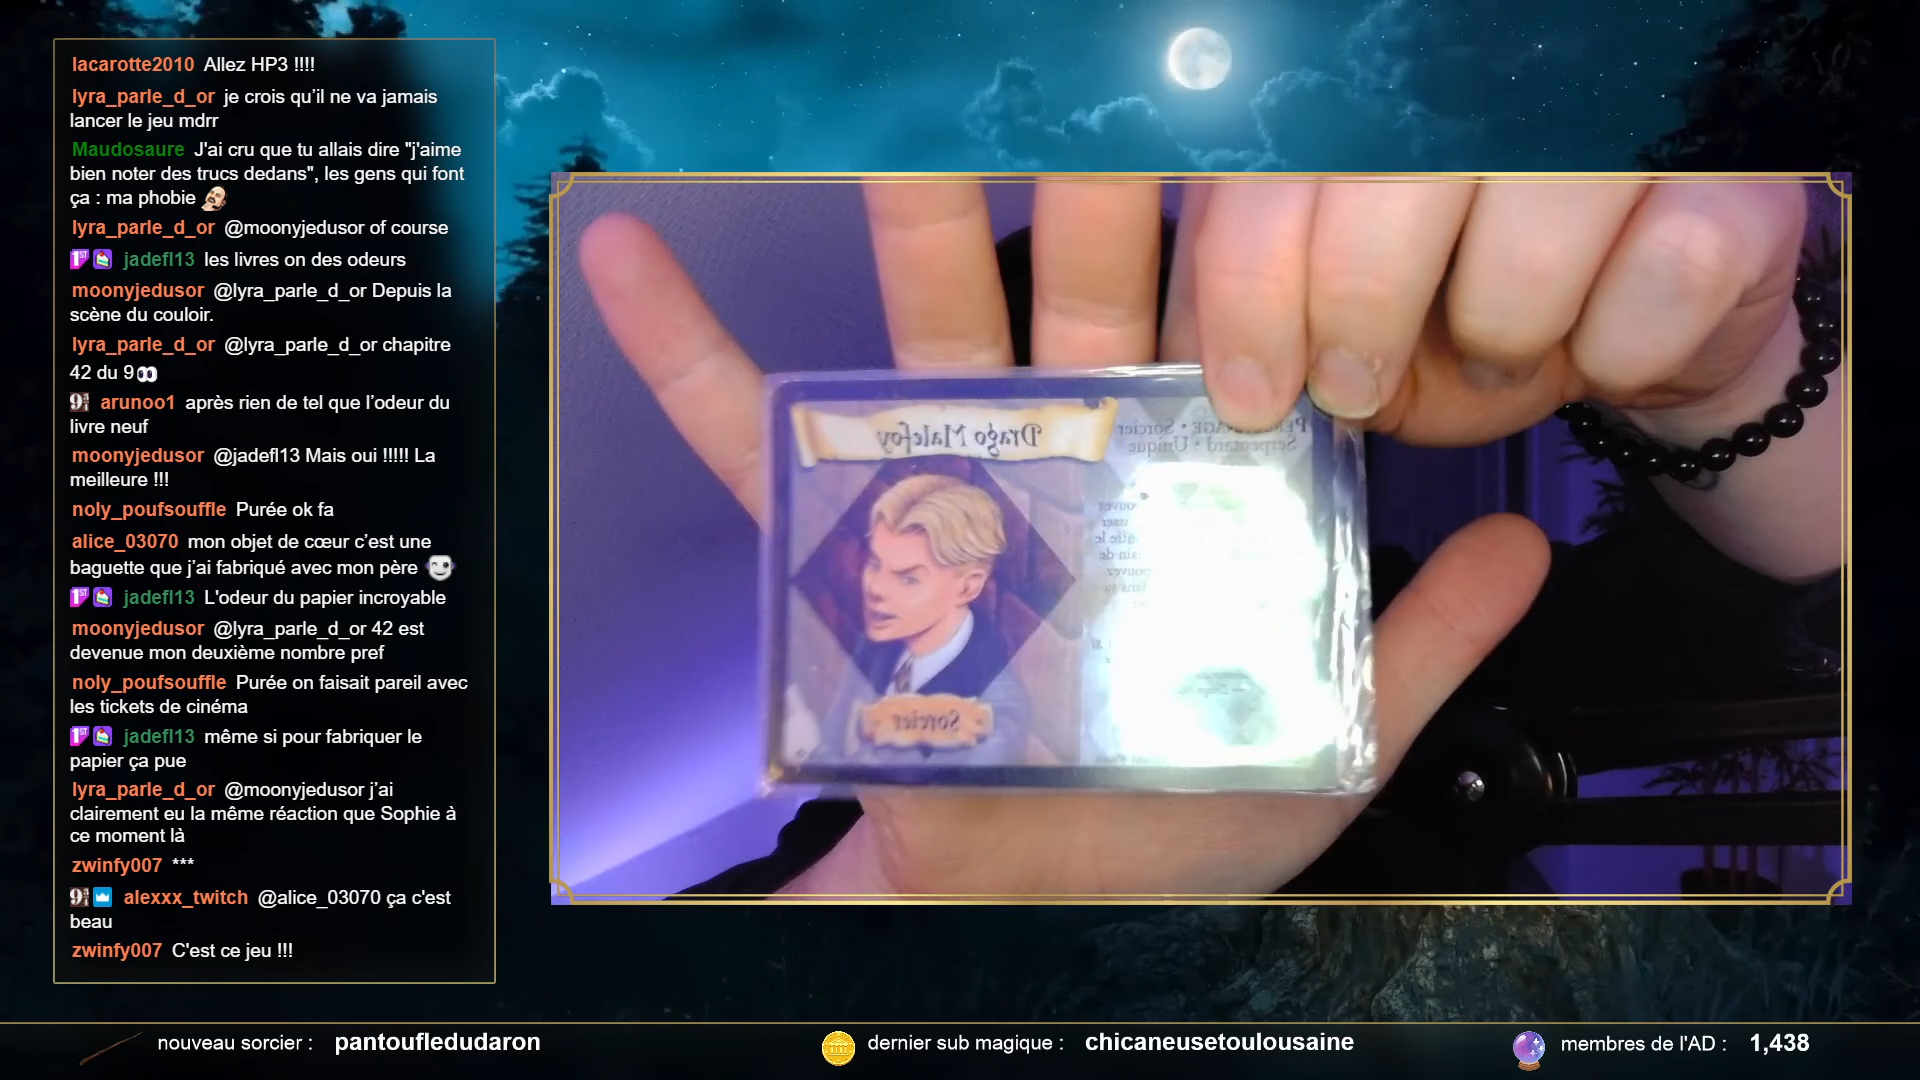 lacarotte2010 Allez HP3 !!!!
lyra_parle_d_or je crois qu’il ne va jamais
lancer le jeu mdrr
Maudosaure J'ai cru que tu allais dire "j'aime
bien noter des trucs dedans", les gens qui font
ça : ma phobie
lyra_parle_d_or @moonyjedusor of course
jadefl13 les livres on des odeurs
moonyjedusor @lyra_parle_d_or Depuis la
scène du couloir.
lyra_parle_d_or @lyra_parle_d_or chapitre
42 du 9👀
arunoo1 après rien de tel que l’odeur du
livre neuf
moonyjedusor @jadefl13 Mais oui !!!!! La
meilleure !!!
noly_poufsouffle Purée ok fa
alice_03070 mon objet de cœur c’est une
baguette que j’ai fabriqué avec mon père
jadefl13 L'odeur du papier incroyable
moonyjedusor @lyra_parle_d_or 42 est
devenue mon deuxième nombre pref
noly_poufsouffle Purée on faisait pareil avec
les tickets de cinéma
jadefl13 même si pour fabriquer le
papier ça pue
lyra_parle_d_or @moonyjedusor j’ai
clairement eu la même réaction que Sophie à
ce moment là
zwinfy007 ***
alexxx_twitch @alice_03070 ça c'est
beau
zwinfy007 C'est ce jeu !!!
Drago Malefoy
Sorcier
Serpentard • Unique
Sorcier
nouveau sorcier : pantoufledudaron
dernier sub magique : chicaneusetoulousaine
membres de l'AD : 1,438